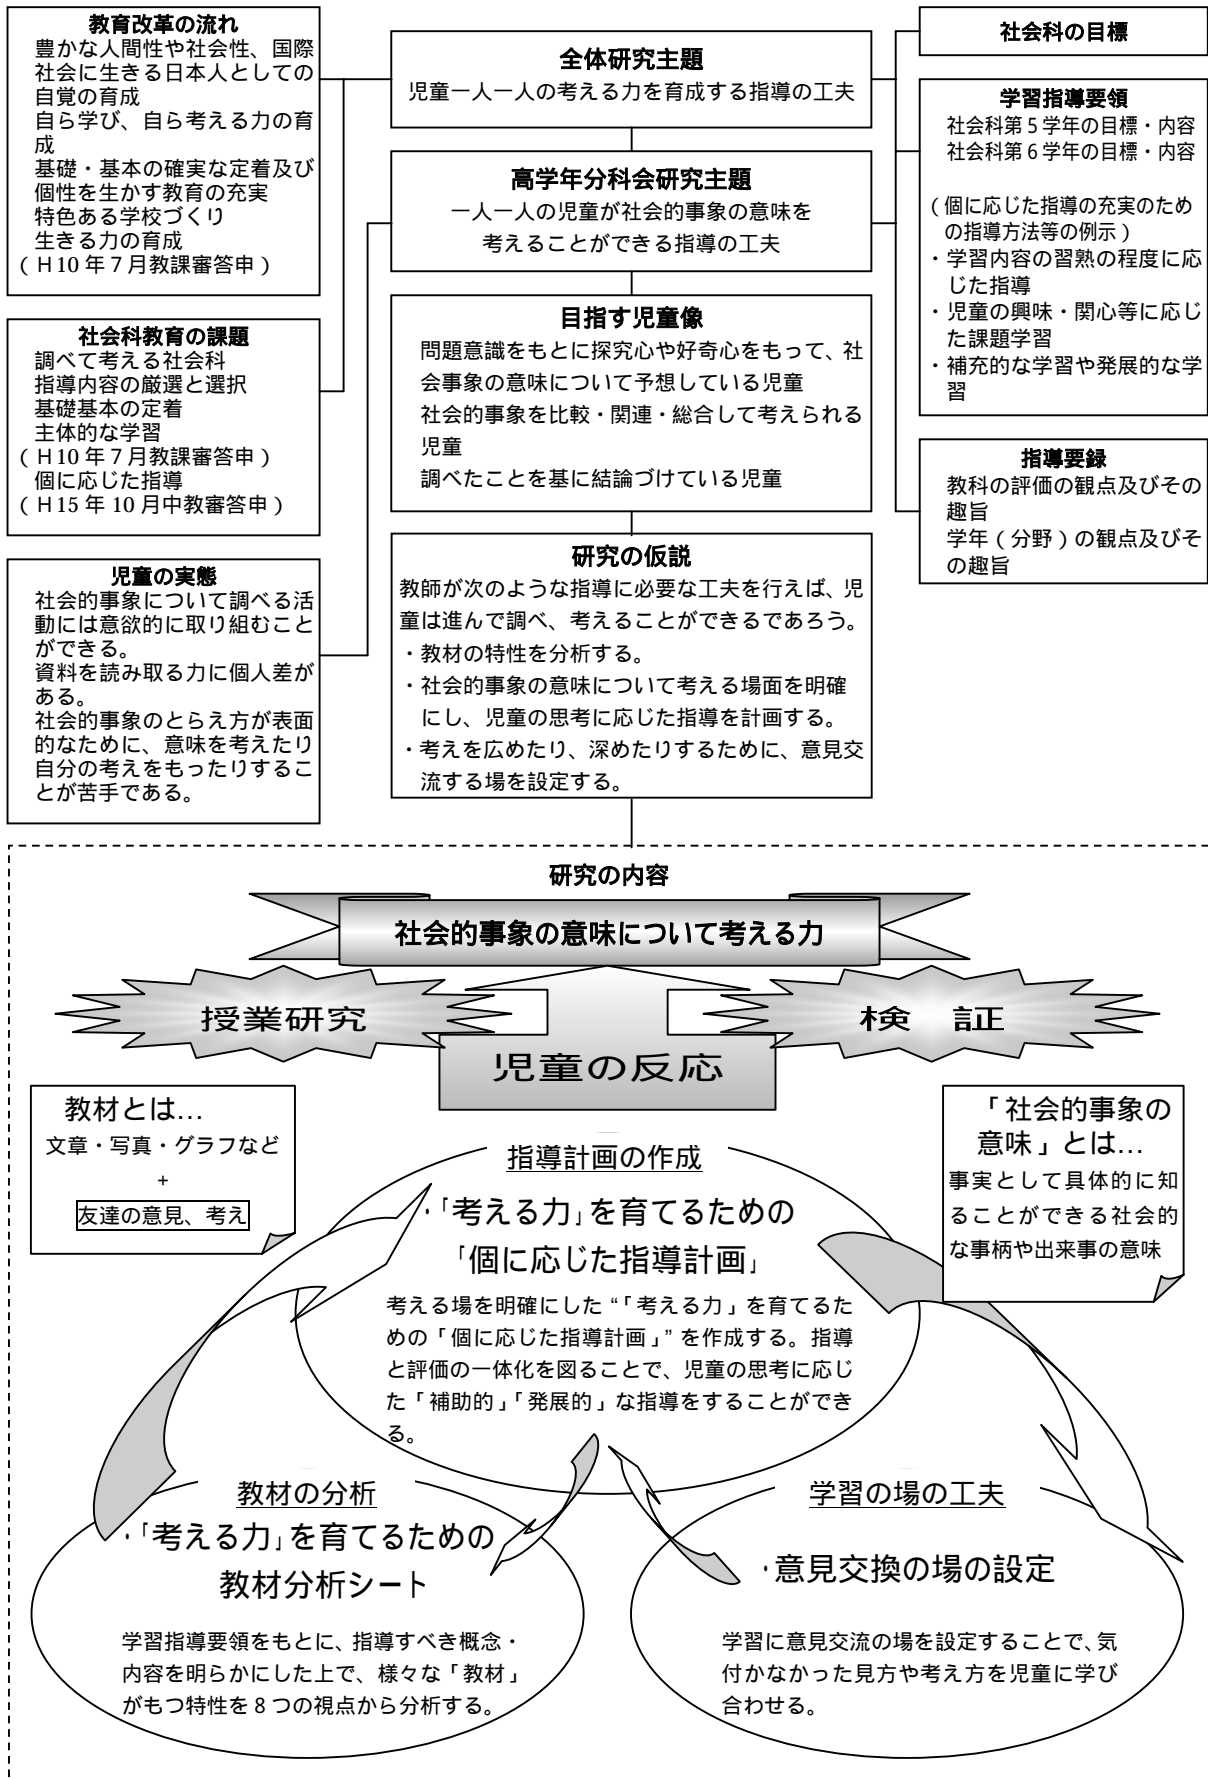 教育改革の流れ
豊かな人間性や社会性、国際
社会に生きる日本人としての
自覚の育成
自ら学び、自ら考える力の育
成
基礎・基本の確実な定着及び
個性を生かす教育の充実
特色ある学校づくり
生きる力の育成
(H10年7月教課審答申)
社会科教育の課題
調べて考える社会科
指導内容の厳選と選択
基礎基本の定着
主体的な学習
(H10年7月教課審答申)
個に応じた指導
(H15年10月中教審答申)
児童の実態
社会的事象について調べる活
動には意欲的に取り組むこと
ができる。
資料を読み取る力に個人差が
ある。
社会的事象のとらえ方が表面
的なために、意味を考えたり
自分の考えをもったりするこ
とが苦手である。
全体研究主題
児童一人一人の考える力を育成する指導の工夫
高学年分科会研究主題
一人一人の児童が社会的事象の意味を
考えることができる指導の工夫
目指す児童像
問題意識をもとに探究心や好奇心をもって、社
会事象の意味について予想している児童
社会的事象を比較・関連・総合して考えられる
児童
調べたことを基に結論づけている児童
研究の仮説
教師が次のような指導に必要な工夫を行えば、児
童は進んで調べ、考えることができるであろう。
・教材の特性を分析する。
・社会的事象の意味について考える場面を明確
にし、児童の思考に応じた指導を計画する。
・考えを広めたり、深めたりするために、意見交
流する場を設定する。
社会科の目標
学習指導要領
社会科第5学年の目標・内容
社会科第6学年の目標・内容
(個に応じた指導の充実のため
の指導方法等の例示)
・学習内容の習熟の程度に応
じた指導
・児童の興味・関心等に応じ
た課題学習
・補充的な学習や発展的な学
習
指導要録
教科の評価の観点及びその
趣旨
学年(分野)の観点及びそ
の趣旨
研究の内容
社会的事象の意味について考える力
授業研究
検 証
児童の反応
教材とは…
文章・写真・グラフなど
+
友達の意見、考え
「社会的事象の
意味」とは…
事実として具体的に知
ることができる社会的
な事柄や出来事の意味
指導計画の作成
・「考える力」を育てるための
「個に応じた指導計画」
考える場を明確にした“「考える力」を育てるた
めの「個に応じた指導計画」”を作成する。指導
と評価の一体化を図ることで、児童の思考に応じ
た「補助的」「発展的」な指導をすることができ
る。
教材の分析
・「考える力」を育てるための
教材分析シート
学習指導要領をもとに、指導すべき概念・
内容を明らかにした上で、様々な「教材」
がもつ特性を8つの視点から分析する。
学習の場の工夫
・意見交換の場の設定
学習に意見交流の場を設定することで、気
付かなかった見方や考え方を児童に学び
合わせる。